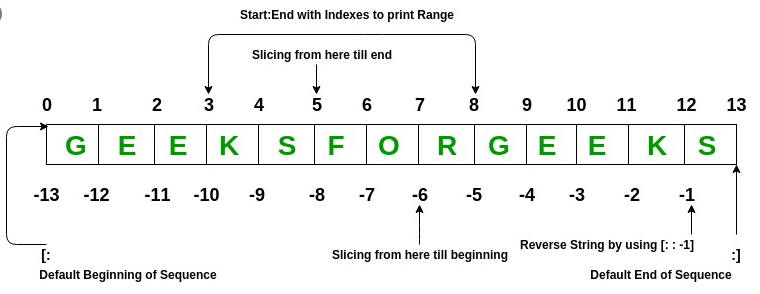 Start:End with Indexes to print Range
Slicing from here till end
0 1 2 3 4 5 6 7 8 9 10 11 12 13
G E E K S F O R G E E K S
-13 -12 -11 -10 -9 -8 -7 -6 -5 -4 -3 -2 -1
[: Slicing from here till beginning Reverse String by using [: : -1] :]
Default Beginning of Sequence Default End of Sequence